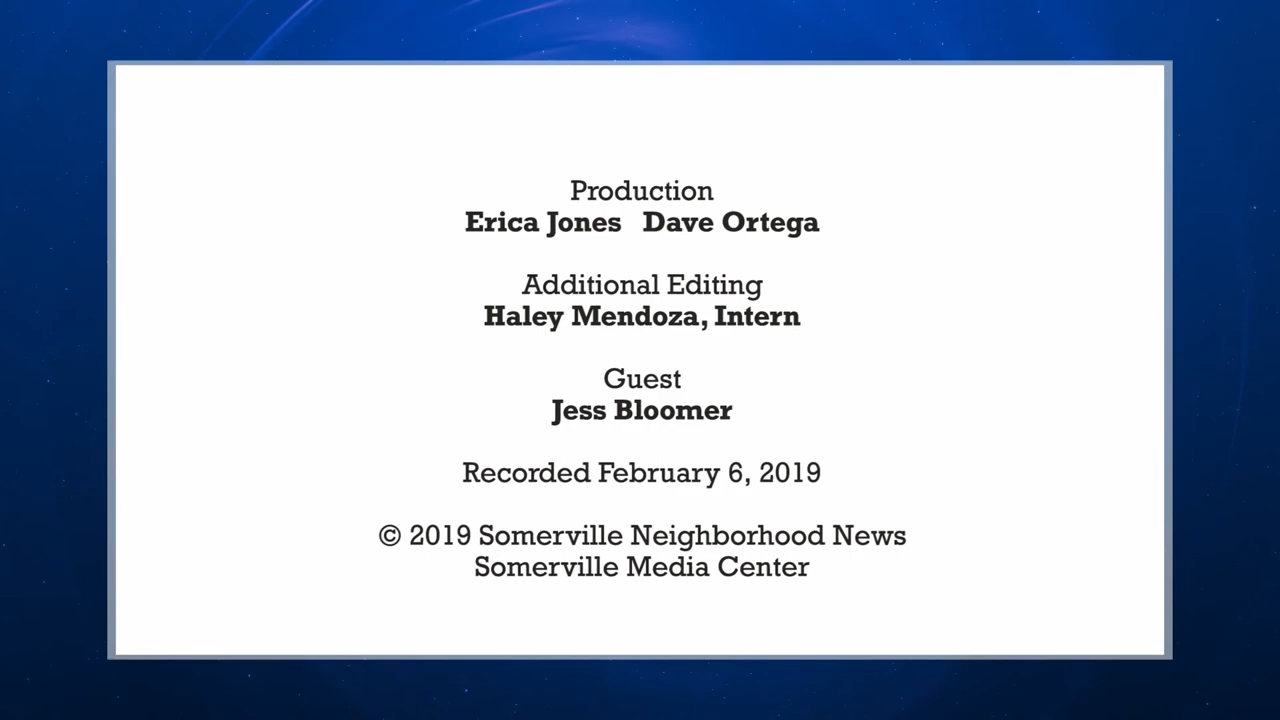 Production
Erica Jones Dave Ortega
Additional Editing
Haley Mendoza, Intern
Guest
Jess Bloomer
Recorded February 6, 2019
© 2019 Somerville Neighborhood News
Somerville Media Center